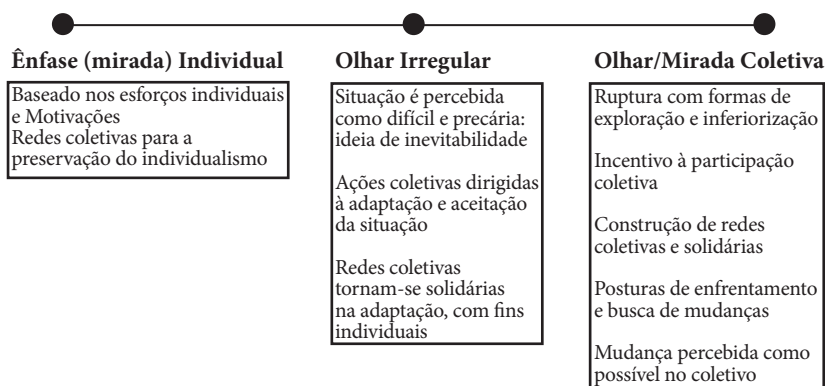 Ênfase (mirada) Individual
Baseado nos esforços individuais
e Motivações
Redes coletivas para a
preservação do individualismo
Olhar Irregular
Situação é percebida
como difícil e precária:
ideia de inevitabilidade
Ações coletivas dirigidas
à adaptação e aceitação
da situação
Redes coletivas
tornam-se solidárias
na adaptação, com fins
individuais
Olhar/Mirada Coletiva
Ruptura com formas de
exploração e inferiorização
Incentivo à participação
coletiva
Construção de redes
coletivas e solidárias
Posturas de enfrentamento
e busca de mudanças
Mudança percebida como
possível no coletivo